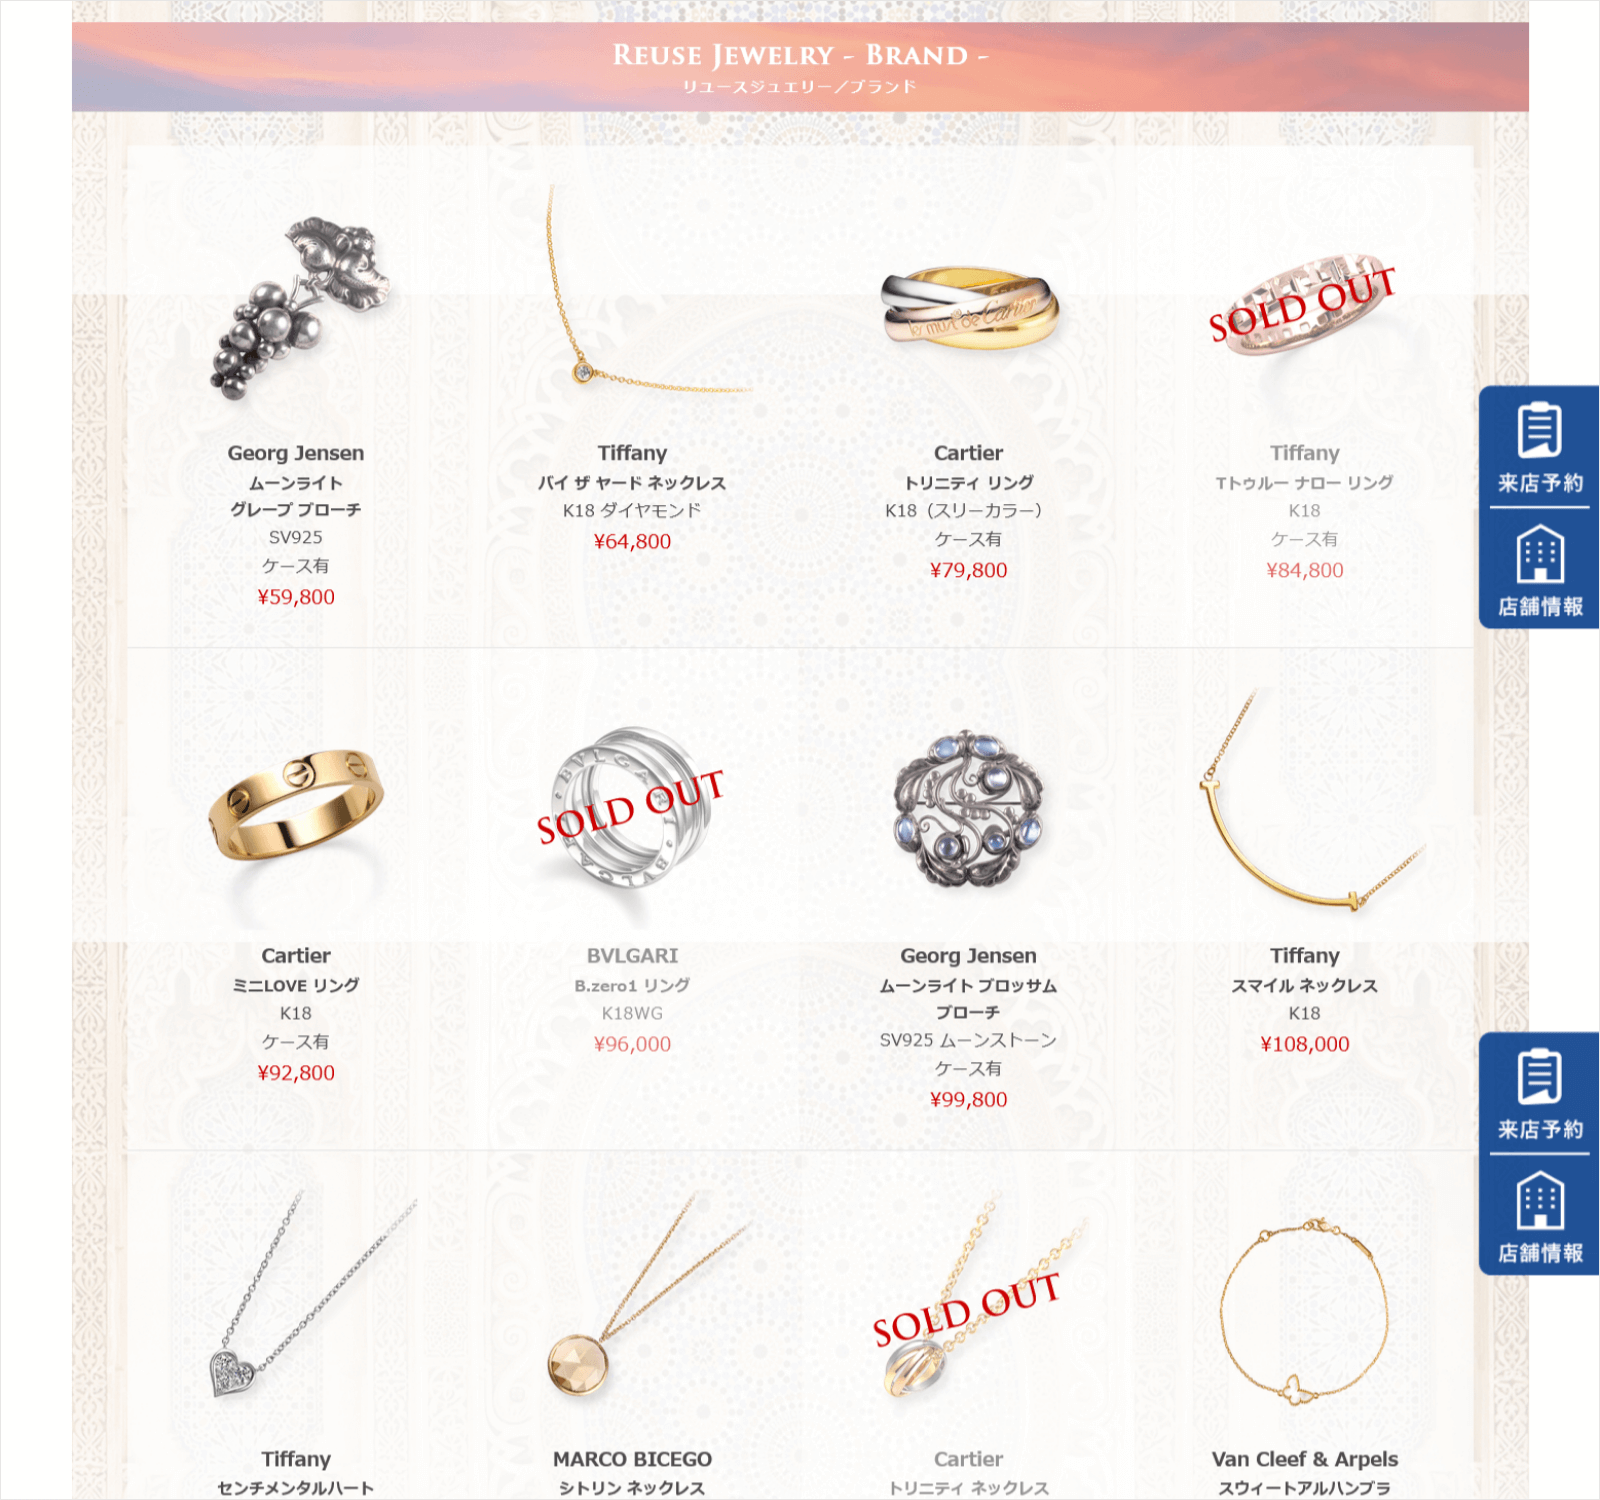 REUSE JEWELRY - BRAND -
リユースジュエリー／ブランド
les must de Cartier
SOLD OUT
Georg Jensen
ムーンライト
グレープ ブローチ
SV925
ケース有
¥59,800
Tiffany
バイ ザ ヤード ネックレス
K18 ダイヤモンド
¥64,800
Cartier
トリニティ リング
K18（スリーカラー）
ケース有
¥79,800
Tiffany
Tトゥルー ナロー リング
K18
ケース有
¥84,800
来店予約
店舗情報
BVLGARI
BVLGARI
SOLD OUT
Cartier
ミニLOVE リング
K18
ケース有
¥92,800
BVLGARI
B.zero1 リング
K18WG
¥96,000
Georg Jensen
ムーンライト ブロッサム
ブローチ
SV925 ムーンストーン
ケース有
¥99,800
Tiffany
スマイル ネックレス
K18
¥108,000
来店予約
店舗情報
SOLD OUT
Tiffany
センチメンタルハート
MARCO BICEGO
シトリン ネックレス
Cartier
トリニティ ネックレス
Van Cleef & Arpels
スウィートアルハンブラ